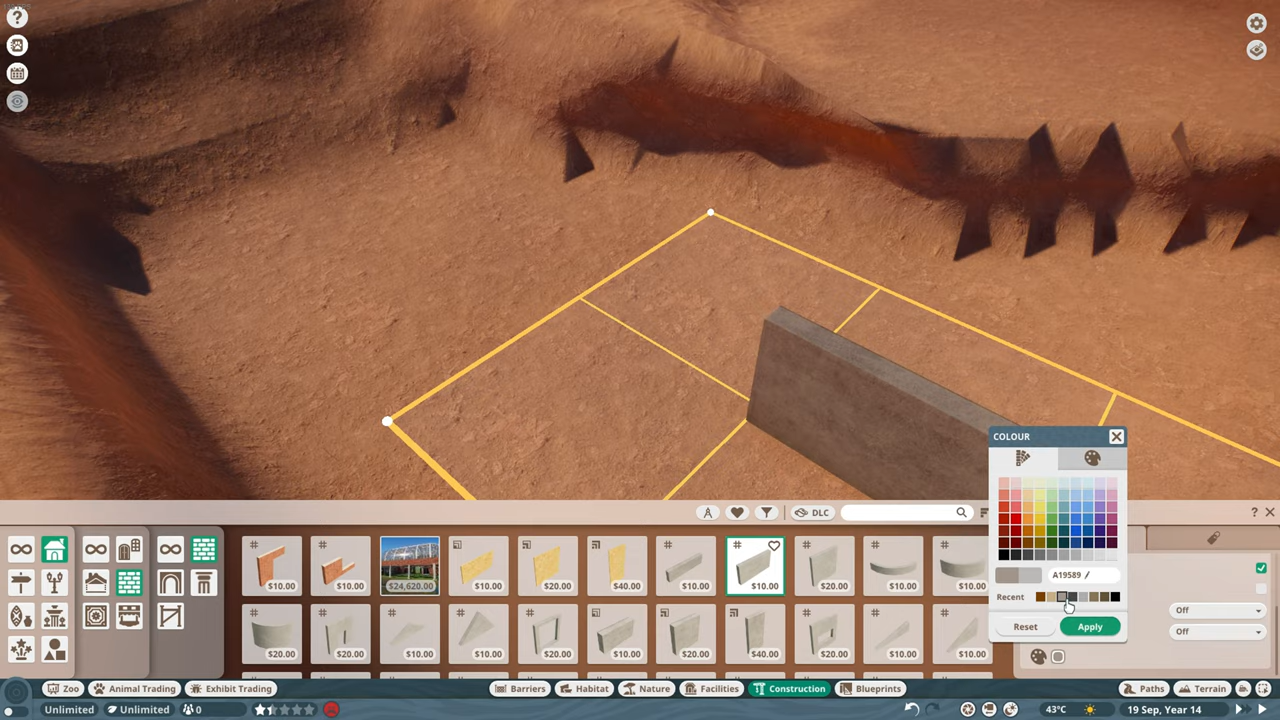 ?
COLOUR
DLC
?
$10.00
$10.00
$24,620.00
$10.00
$20.00
$40.00
$10.00
$10.00
$20.00
$10.00
$10.00
A19589
Recent
Reset
Apply
Off
Off
$20.00
$20.00
$10.00
$10.00
$20.00
$10.00
$20.00
$40.00
$20.00
$10.00
$10.00
Zoo
Animal Trading
Exhibit Trading
Barriers
Habitat
Nature
Facilities
Construction
Blueprints
Paths
Terrain
Unlimited
Unlimited
0
43°C
19 Sep, Year 14